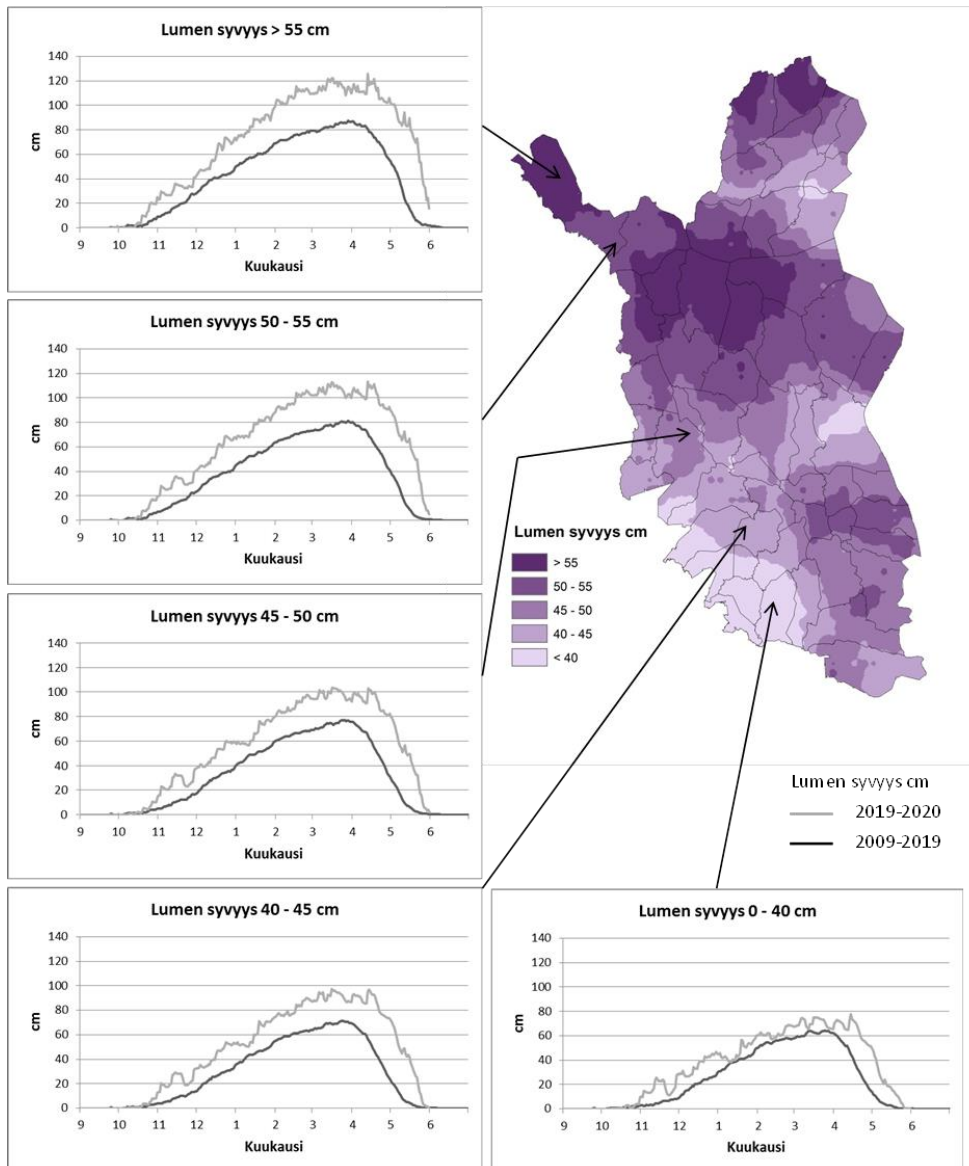 Lumen syvyys > 55 cm
140
120
100
80
60
40
20
0
cm
9 10 11 12 1 2 3 4 5 6
Kuukausi
Lumen syvyys 50 - 55 cm
140
120
100
80
60
40
20
0
cm
9 10 11 12 1 2 3 4 5 6
Kuukausi
Lumen syvyys 45 - 50 cm
140
120
100
80
60
40
20
0
cm
9 10 11 12 1 2 3 4 5 6
Kuukausi
Lumen syvyys 40 - 45 cm
140
120
100
80
60
40
20
0
cm
9 10 11 12 1 2 3 4 5 6
Kuukausi
Lumen syvyys cm
> 55
50 - 55
45 - 50
40 - 45
< 40
Lumen syvyys cm
2019-2020
2009-2019
Lumen syvyys 0 - 40 cm
140
120
100
80
60
40
20
0
cm
9 10 11 12 1 2 3 4 5 6
Kuukausi